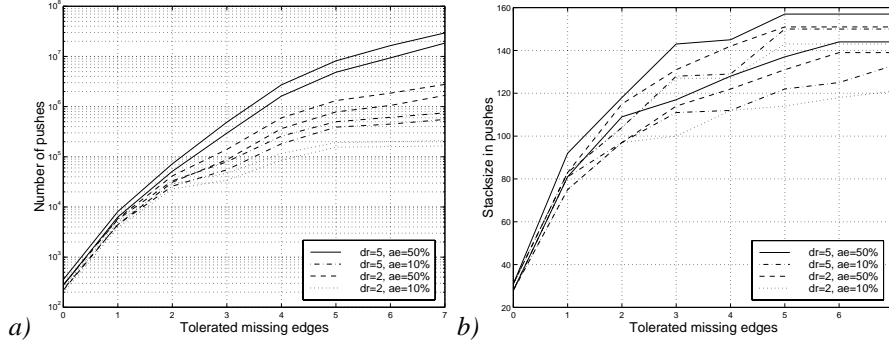 10^8
10^7
10^6
10^5
10^4
10^3
10^2
Number of pushes
0 1 2 3 4 5 6 7
Tolerated missing edges
dr=5, ae=50%
dr=5, ae=10%
dr=2, ae=50%
dr=2, ae=10%
a)
160
140
120
100
80
60
40
20
Stacksize in pushes
0 1 2 3 4 5 6
Tolerated missing edges
dr=5, ae=50%
dr=5, ae=10%
dr=2, ae=50%
dr=2, ae=10%
b)